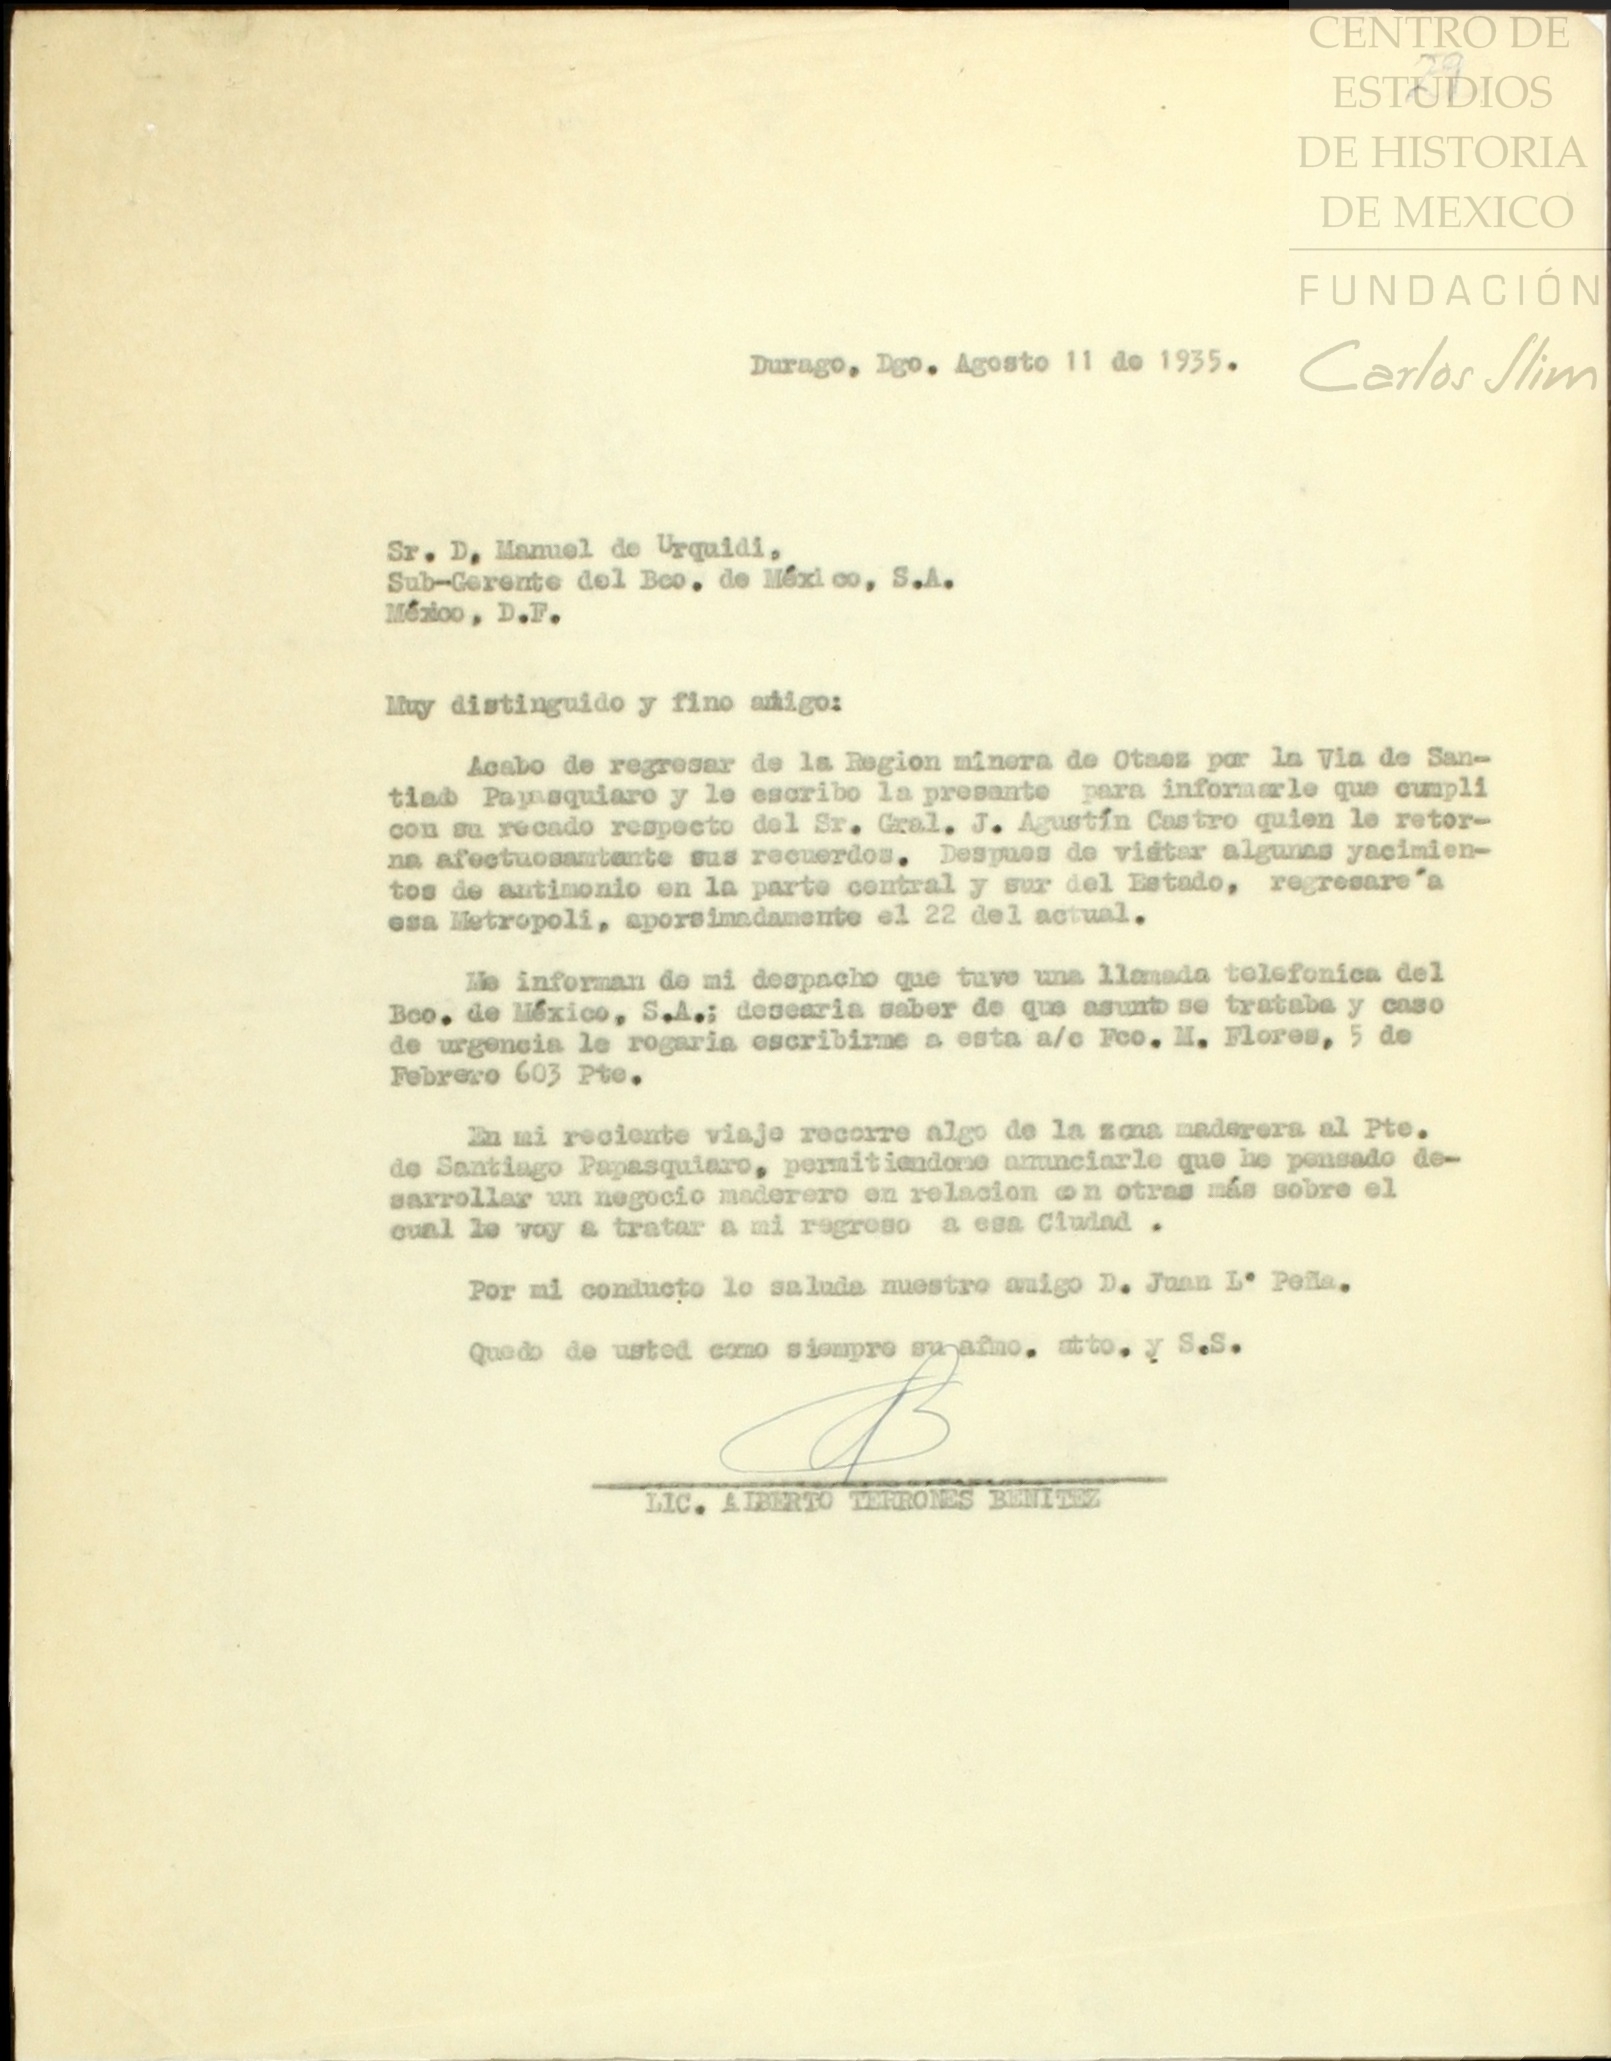 CENTRO DE
ESTUDIOS
DE HISTORIA
DE MEXICO
FUNDACIÓN
Carlos Slim
29
Durago, Dgo. Agosto 11 de 1935.
Sr. D. Manuel de Urquidi.
Sub-Gerente del Bco. de México, S.A.
México, D.F.
Muy distinguido y fino amigo:
Acabo de regresar de la Region minera de Otaez por la Via de San-
tiado Papasquiaro y le escribo la presente para informarle que cumpli
con su recado respecto del Sr. Gral. J. Agustín Castro quien le retor-
na afectuosamtente sus recuerdos. Despues de vistar algunas yacimien-
tos de antimonio en la parte central y sur del Estado, regresare´a
esa Metropoli, aporsimadamente el 22 del actual.
Me informan de mi despacho que tuve una llamada telefonica del
Bco. de México, S.A.; desearia saber de que asunto se trataba y caso
de urgencia le rogaria escribirme a esta a/c Fco. M. Flores, 5 de
Febrero 603 Pte.
En mi reciente viaje recorre algo de la zona maderera al Pte.
de Santiago Papasquiaro, permitiendome anunciarle que he pensado de-
sarrollar un negocio maderero en relacion con otras más sobre el
cual le voy a tratar a mi regreso a esa Ciudad .
Por mi conducto le saluda nuestro amigo D. Juan L. Peña.
Quedo de usted como siempre su afmo. atto. y S.S.
LIC. ALBERTO TERRONES BENITEZ